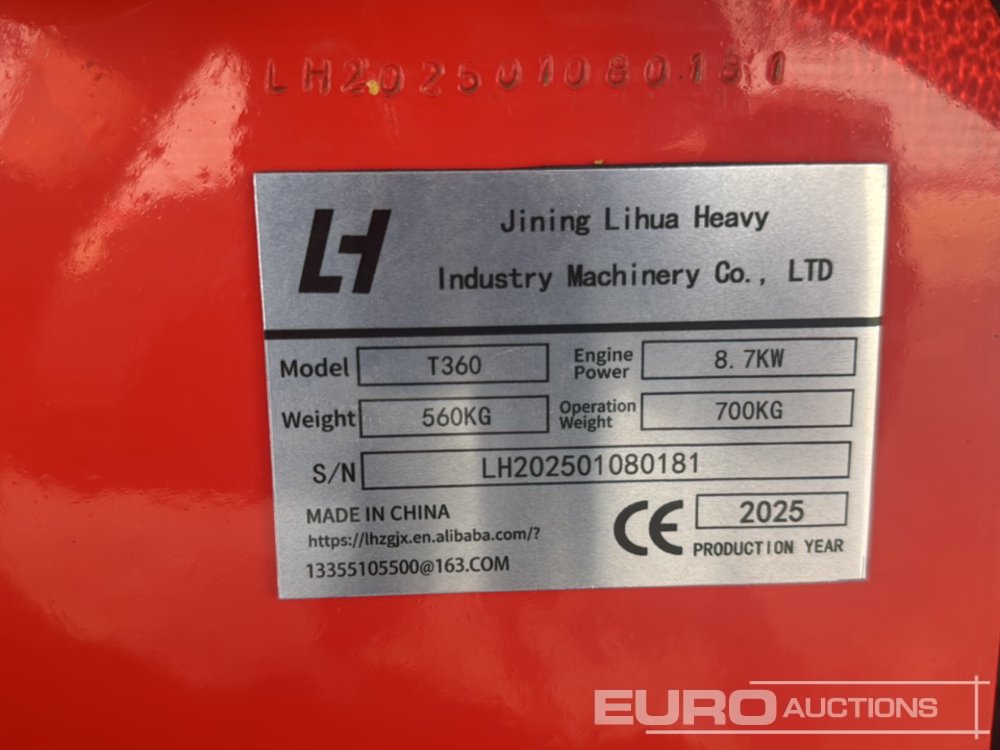 LH202501080181
LH
Jining Lihua Heavy
Industry Machinery Co., LTD
Model T360 Engine Power 8.7KW
Weight 560KG Operation Weight 700KG
S/N LH202501080181
MADE IN CHINA
https://lhzgjx.en.alibaba.com/?
13355105500@163.COM
CE 2025
PRODUCTION YEAR
EURO AUCTIONS